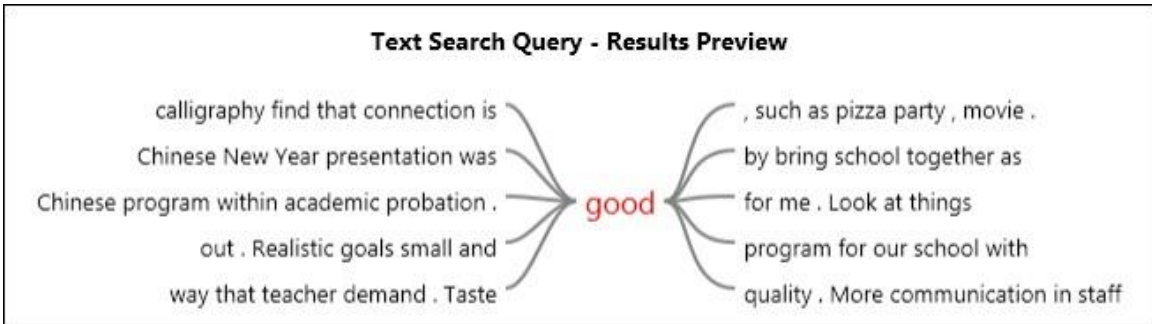 Text Search Query - Results Preview
calligraphy find that connection is
Chinese New Year presentation was
Chinese program within academic probation .
out . Realistic goals small and
way that teacher demand . Taste
good
, such as pizza party , movie .
by bring school together as
for me . Look at things
program for our school with
quality . More communication in staff